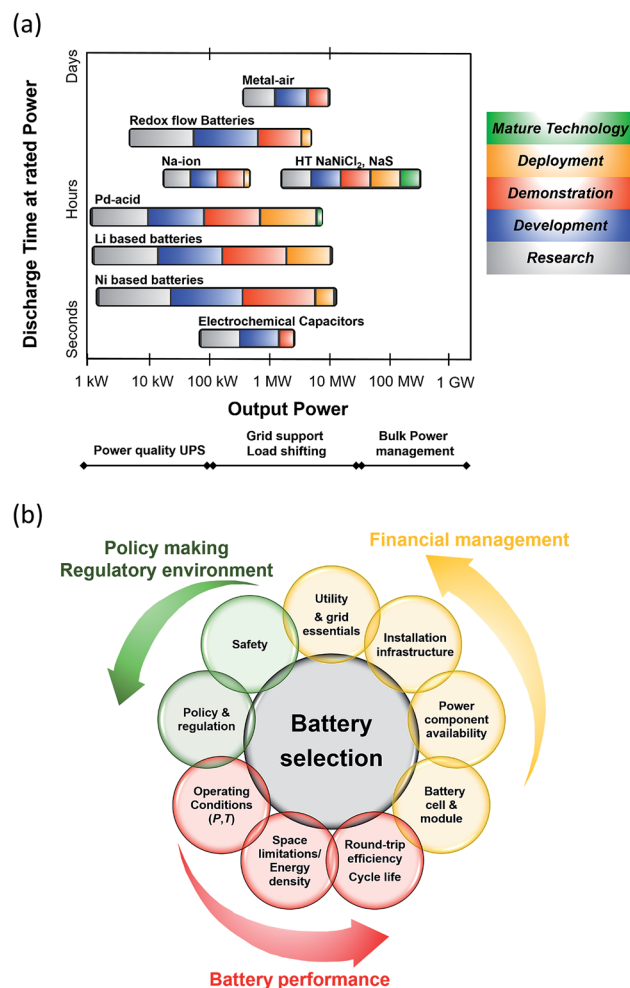 (a)
Discharge Time at rated Power
Days
Hours
Seconds
Metal-air
Redox flow Batteries
Na-ion
HT NaNiCl₂, NaS
Pd-acid
Li based batteries
Ni based batteries
Electrochemical Capacitors
Mature Technology
Deployment
Demonstration
Development
Research
1 kW 10 kW 100 kW 1 MW 10 MW 100 MW 1 GW
Output Power
Power quality UPS
Grid support
Load shifting
Bulk Power
management
(b)
Policy making
Regulatory environment
Financial management
Utility
& grid
essentials
Safety
Installation
infrastructure
Policy &
regulation
Battery
selection
Power
component
availability
Operating
Conditions
(P,T)
Battery
cell &
module
Space
limitations/
Energy
density
Round-trip
efficiency
Cycle life
Battery performance